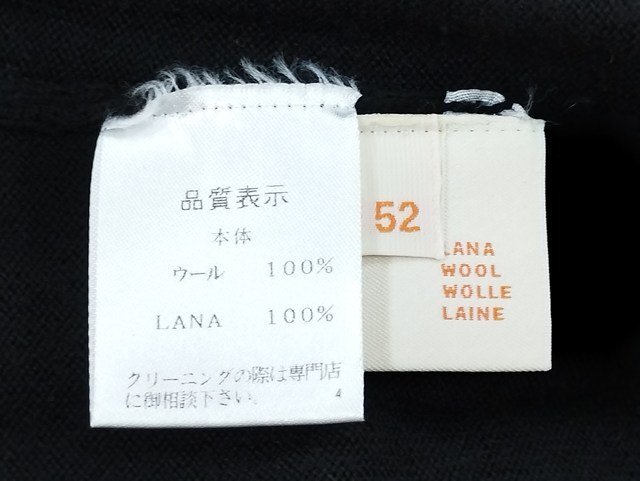 品質表示
本体
ウール 100%
LANA 100%
クリーニングの際は専門店
に御相談下さい。 4
52
LANA
WOOL
WOLLE
LAINE